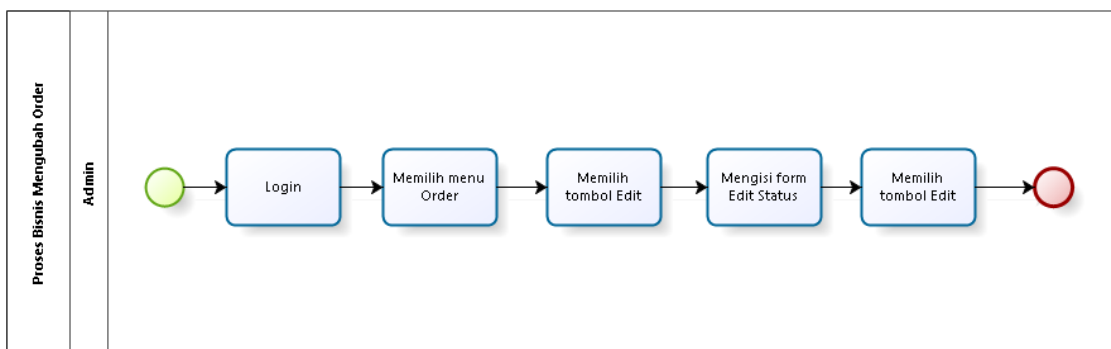 Proses Bisnis Mengubah Order
Admin
Login
Memilih menu
Order
Memilih
tombol Edit
Mengisi form
Edit Status
Memilih
tombol Edit